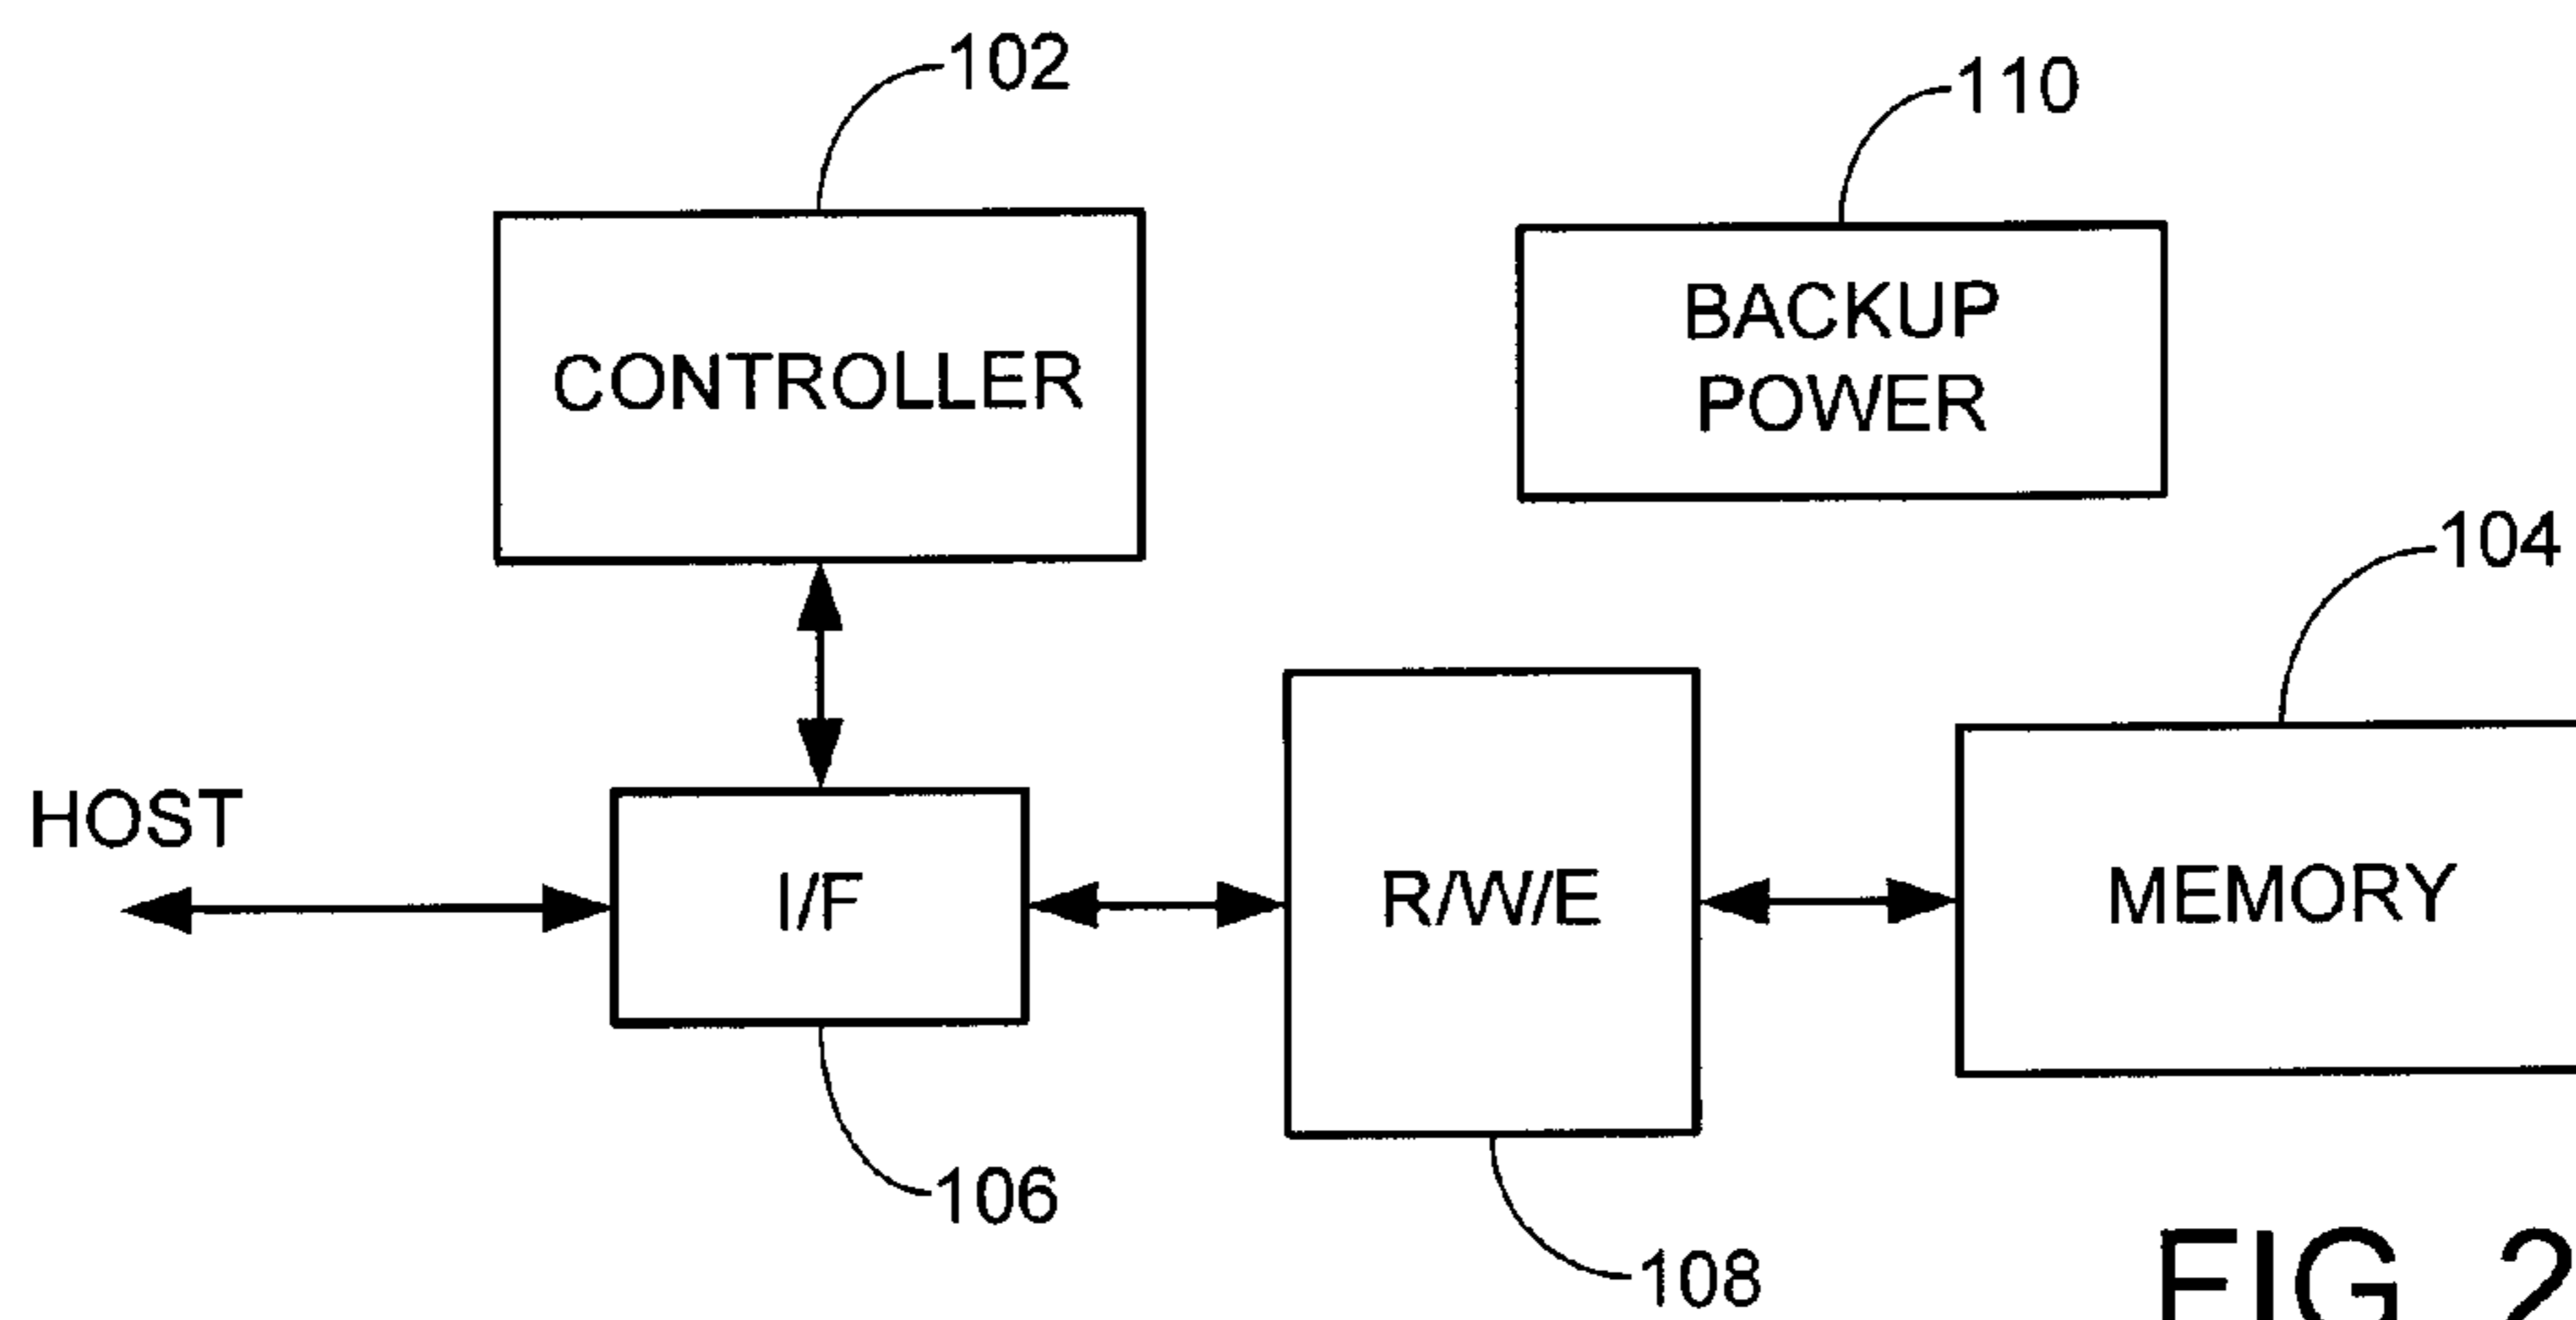 102
110
CONTROLLER
BACKUP
POWER
104
HOST
I/F
R/W/E
MEMORY
106
108
FIG. 2